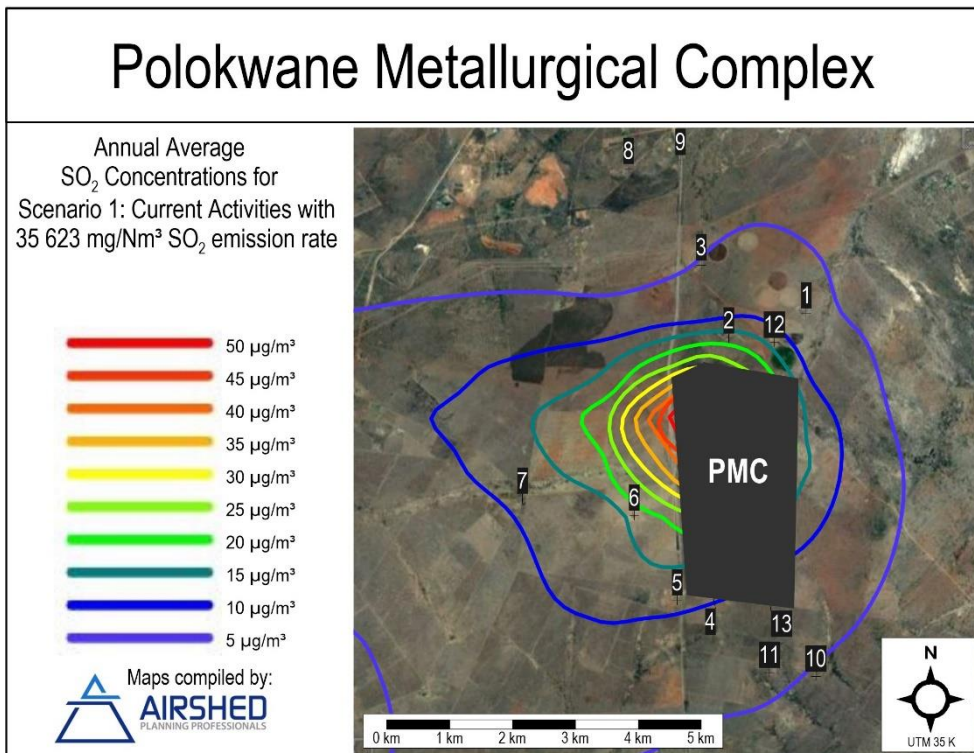 Polokwane Metallurgical Complex
Annual Average
SO₂ Concentrations for
Scenario 1: Current Activities with
35 623 mg/Nm³ SO₂ emission rate
50 µg/m³
45 µg/m³
40 µg/m³
35 µg/m³
30 µg/m³
25 µg/m³
20 µg/m³
15 µg/m³
10 µg/m³
5 µg/m³
Maps compiled by:
AIRSHED
PLANNING PROFESSIONALS
8
9
3
1
2
12
PMC
7
6
5
4
13
11
10
0 km 1 km 2 km 3 km 4 km 5 km
N
UTM 35 K